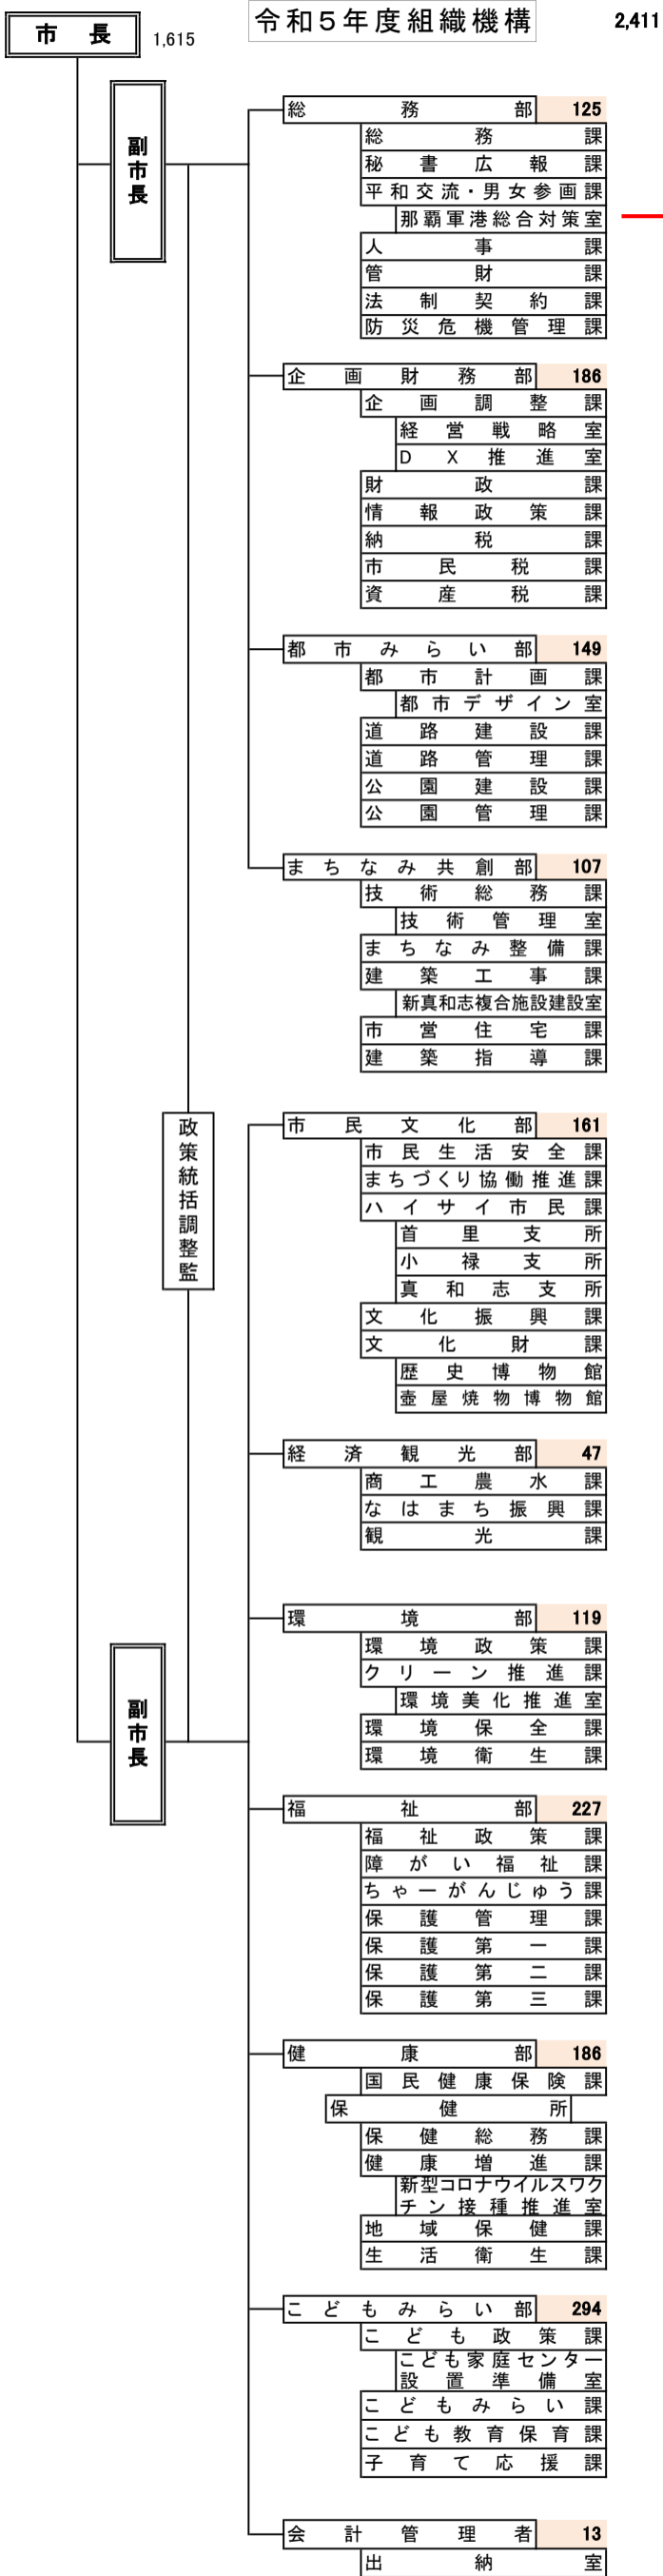 令和５年度組織機構
2,411
市長
1,615
副市長
総務部 125
総務課
秘書広報課
平和交流・男女参画課
那覇軍港総合対策室
人事課
管財課
法制契約課
防災危機管理課
企画財務部 186
企画調整課
経営戦略室
DX推進室
財政課
情報政策課
納税課
市民税課
資産税課
都市みらい部 149
都市計画課
都市デザイン室
道路建設課
道路管理課
公園建設課
公園管理課
まちなみ共創部 107
技術総務課
技術管理室
まちなみ整備課
建築工事課
新真和志複合施設建設室
市営住宅課
建築指導課
政策統括調整監
市民文化部 161
市民生活安全課
まちづくり協働推進課
ハイサイ市民課
首里支所
小禄支所
真和志支所
文化振興課
文化財課
歴史博物館
壺屋焼物博物館
経済観光部 47
商工農水課
なはまち振興課
観光課
副市長
環境部 119
環境政策課
クリーン推進課
環境美化推進室
環境保全課
環境衛生課
福祉部 227
福祉政策課
障がい福祉課
ちゃーがんじゅう課
保護管理課
保護第一課
保護第二課
保護第三課
健康部 186
国民健康保険課
保健所
保健総務課
健康増進課
新型コロナウイルスワク
チン接種推進室
地域保健課
生活衛生課
こどもみらい部 294
こども政策課
こども家庭センター
設置準備室
こどもみらい課
こども教育保育課
子育て応援課
会計管理者 13
出納室